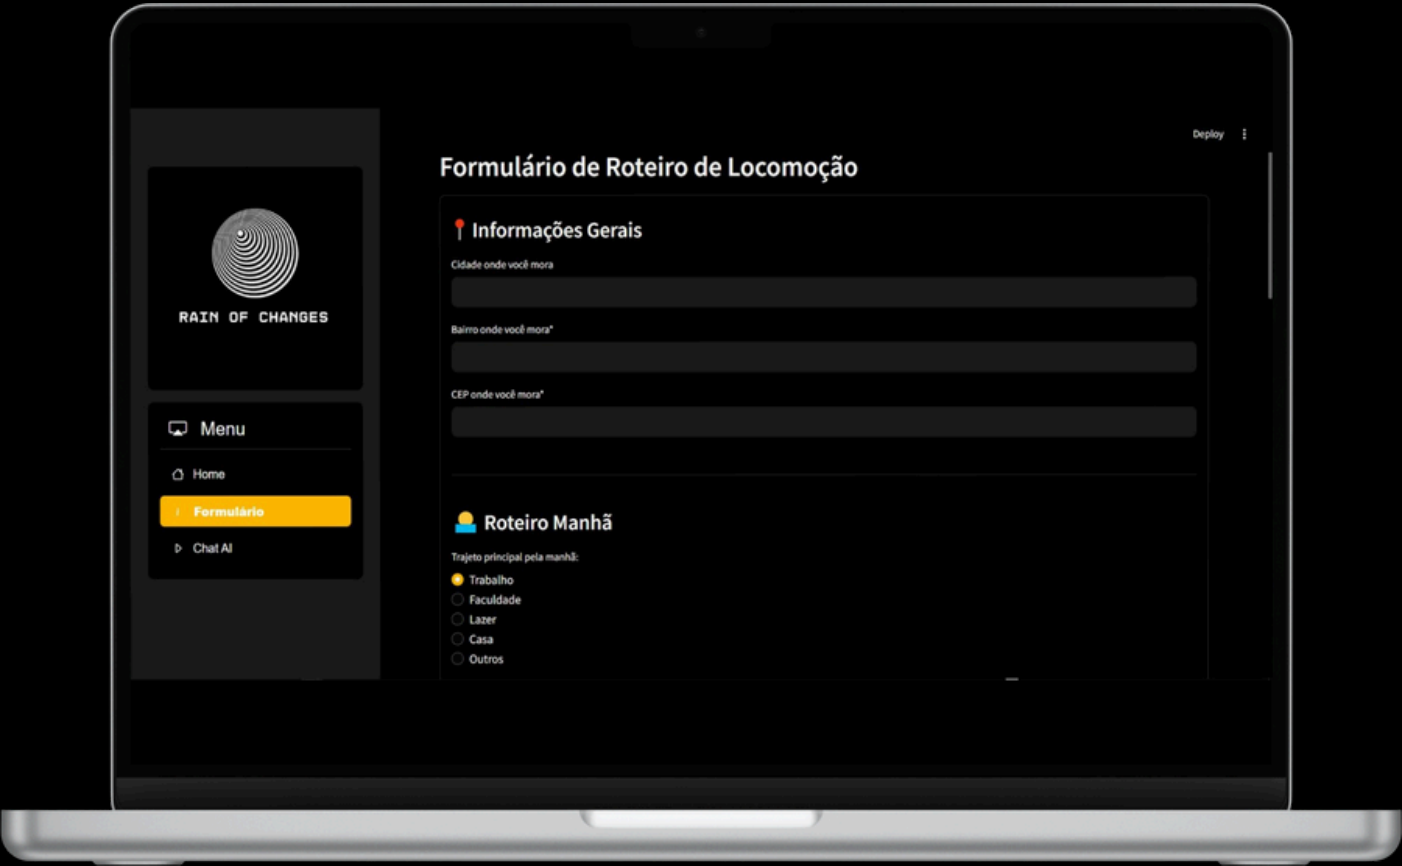 Deploy
Formulário de Roteiro de Locomoção
RAIN OF CHANGES
Menu
Home
Formulário
Chat AI
Informações Gerais
Cidade onde você mora
Bairro onde você mora*
CEP onde você mora*
Roteiro Manhã
Trajeto principal pela manhã:
Trabalho
Faculdade
Lazer
Casa
Outros